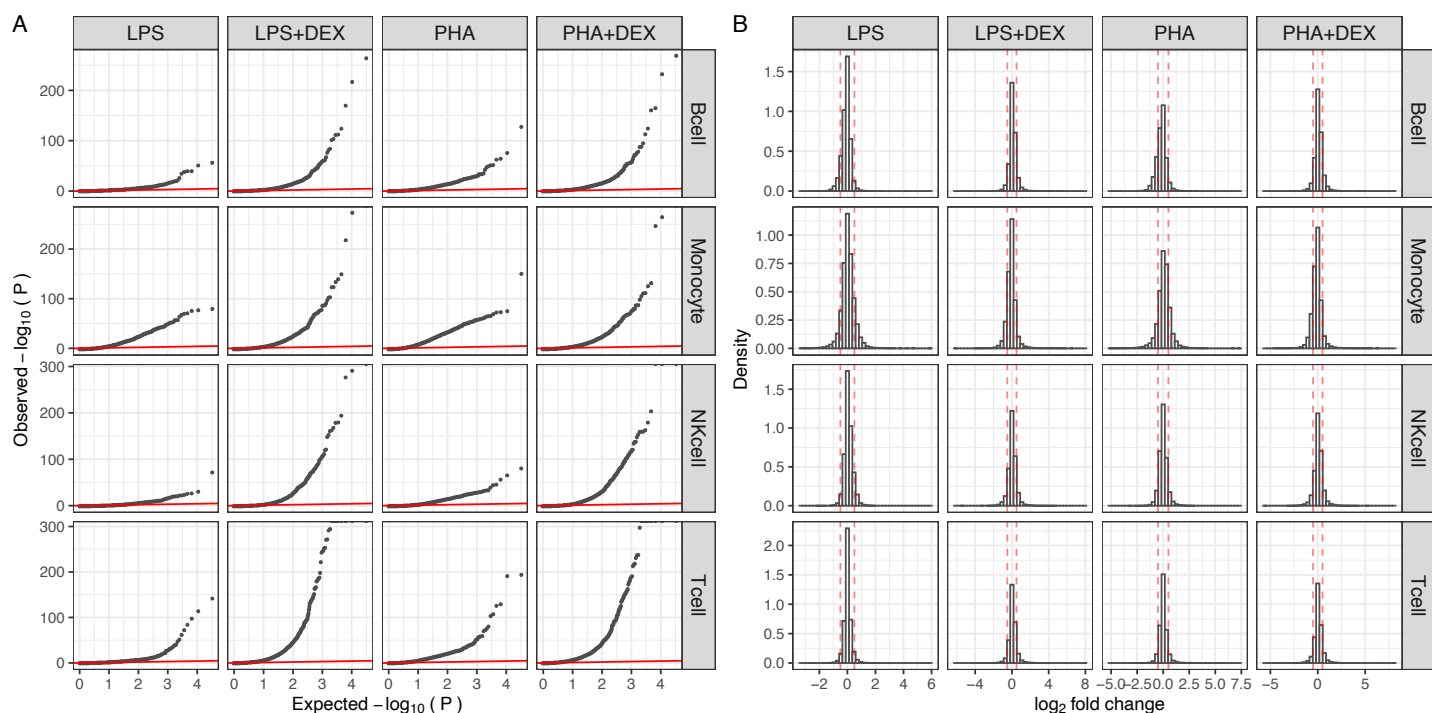 A
LPS
LPS+DEX
PHA
PHA+DEX
Observed −log10 ( P )
0
100
200
Bcell
0
100
200
Monocyte
0
100
200
300
NKcell
0
100
200
300
Tcell
0 1 2 3 4
0 1 2 3 4
0 1 2 3 4
0 1 2 3 4
Expected −log10 ( P )
B
LPS
LPS+DEX
PHA
PHA+DEX
Density
0.0
0.5
1.0
1.5
Bcell
0.00
0.25
0.50
0.75
1.00
Monocyte
0.0
0.5
1.0
1.5
NKcell
0.0
0.5
1.0
1.5
2.0
Tcell
−2 0 2 4 6
−4 0 4 8
−5.0 −2.5 0.0 2.5 5.0 7.5
−5 0 5
log2 fold change